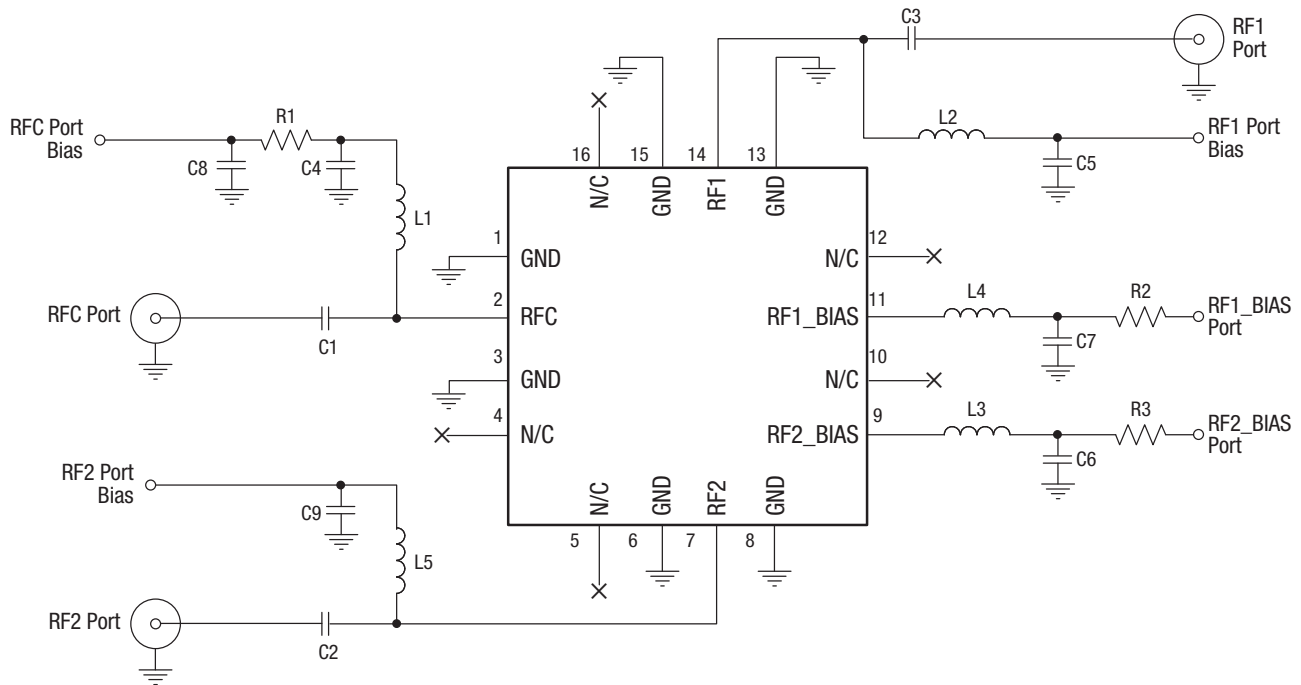 C3
RF1
Port
R1
RFC Port
Bias
C8
C4
L2
RF1 Port
Bias
C5
16
15
14
13
N/C
GND
RF1
GND
L1
1
GND
12
N/C
2
RFC
RFC Port
C1
11
RF1_BIAS
L4
R2
RF1_BIAS
Port
C7
3
GND
10
N/C
4
N/C
9
RF2_BIAS
L3
R3
RF2_BIAS
Port
C6
RF2 Port
Bias
C9
N/C
GND
RF2
GND
5
6
7
8
L5
RF2 Port
C2